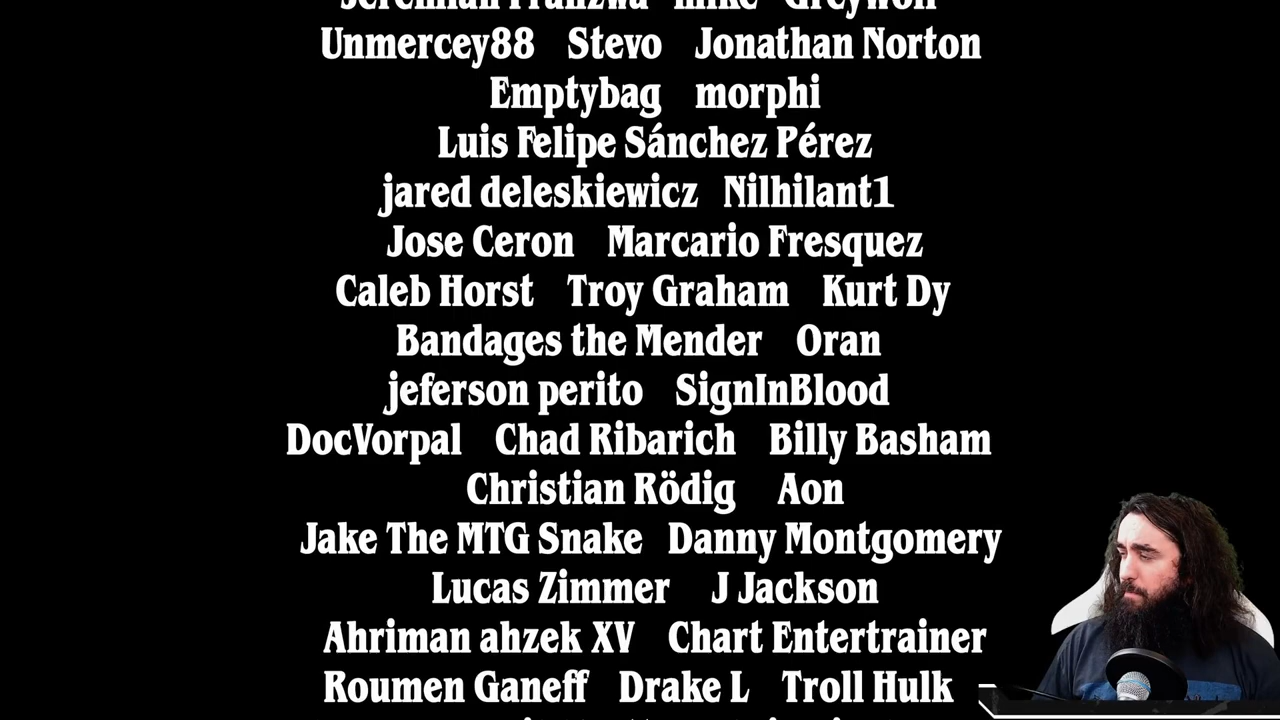 mike Greywolf
Unmercey88 Stevo Jonathan Norton
Emptybag morphi
Luis Felipe Sánchez Pérez
jared deleskiewicz Nilhilant1
Jose Ceron Marcario Fresquez
Caleb Horst Troy Graham Kurt Dy
Bandages the Mender Oran
jeferson perito SignInBlood
DocVorpal Chad Ribarich Billy Basham
Christian Rödig Aon
Jake The MTG Snake Danny Montgomery
Lucas Zimmer J Jackson
Ahriman ahzek XV Chart Entertrainer
Roumen Ganeff Drake L Troll Hulk